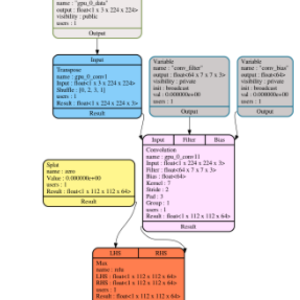 name : "gpu_0_data"
output : float<1 x 3 x 224 x 224>
visibility : public
users : 1
Output
Input
Transpose
name : gpu_0_conv1
Input : float<1 x 3 x 224 x 224>
Shuffle : [0, 2, 3, 1]
users : 1
Result : float<1 x 224 x 224 x 3>
Result
Variable
name : "conv_filter"
output : float<64 x 7 x 7 x 3>
visibility : private
init : broadcast
val : 0.000000e+00
users : 1
Output
Variable
name : "conv_bias"
output : float<64>
visibility : private
init : broadcast
val : 0.000000e+00
users : 1
Output
Input Filter Bias
Convolution
name : gpu_0_conv11
Input : float<1 x 224 x 224 x 3>
Filter : float<64 x 7 x 7 x 3>
Bias : float<64>
Kernel : 7
Stride : 2
Pad : 3
Group : 1
users : 1
Result : float<1 x 112 x 112 x 64>
Result
Splat
name : zero
Value : 0.000000e+00
users : 1
Result : float<1 x 112 x 112 x 64>
Result
LHS RHS
Max
name : relu
LHS : float<1 x 112 x 112 x 64>
RHS : float<1 x 112 x 112 x 64>
users : 1
Result : float<1 x 112 x 112 x 64>